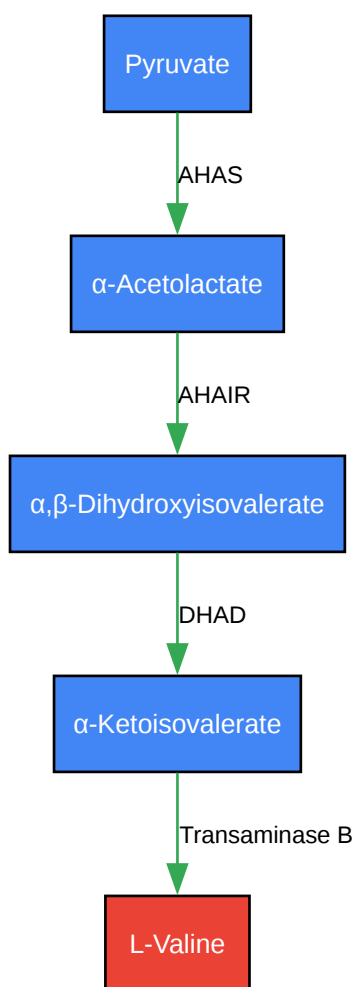 Pyruvate
AHAS
α-Acetolactate
AHAIR
α,β-Dihydroxyisovalerate
DHAD
α-Ketoisovalerate
Transaminase B
L-Valine